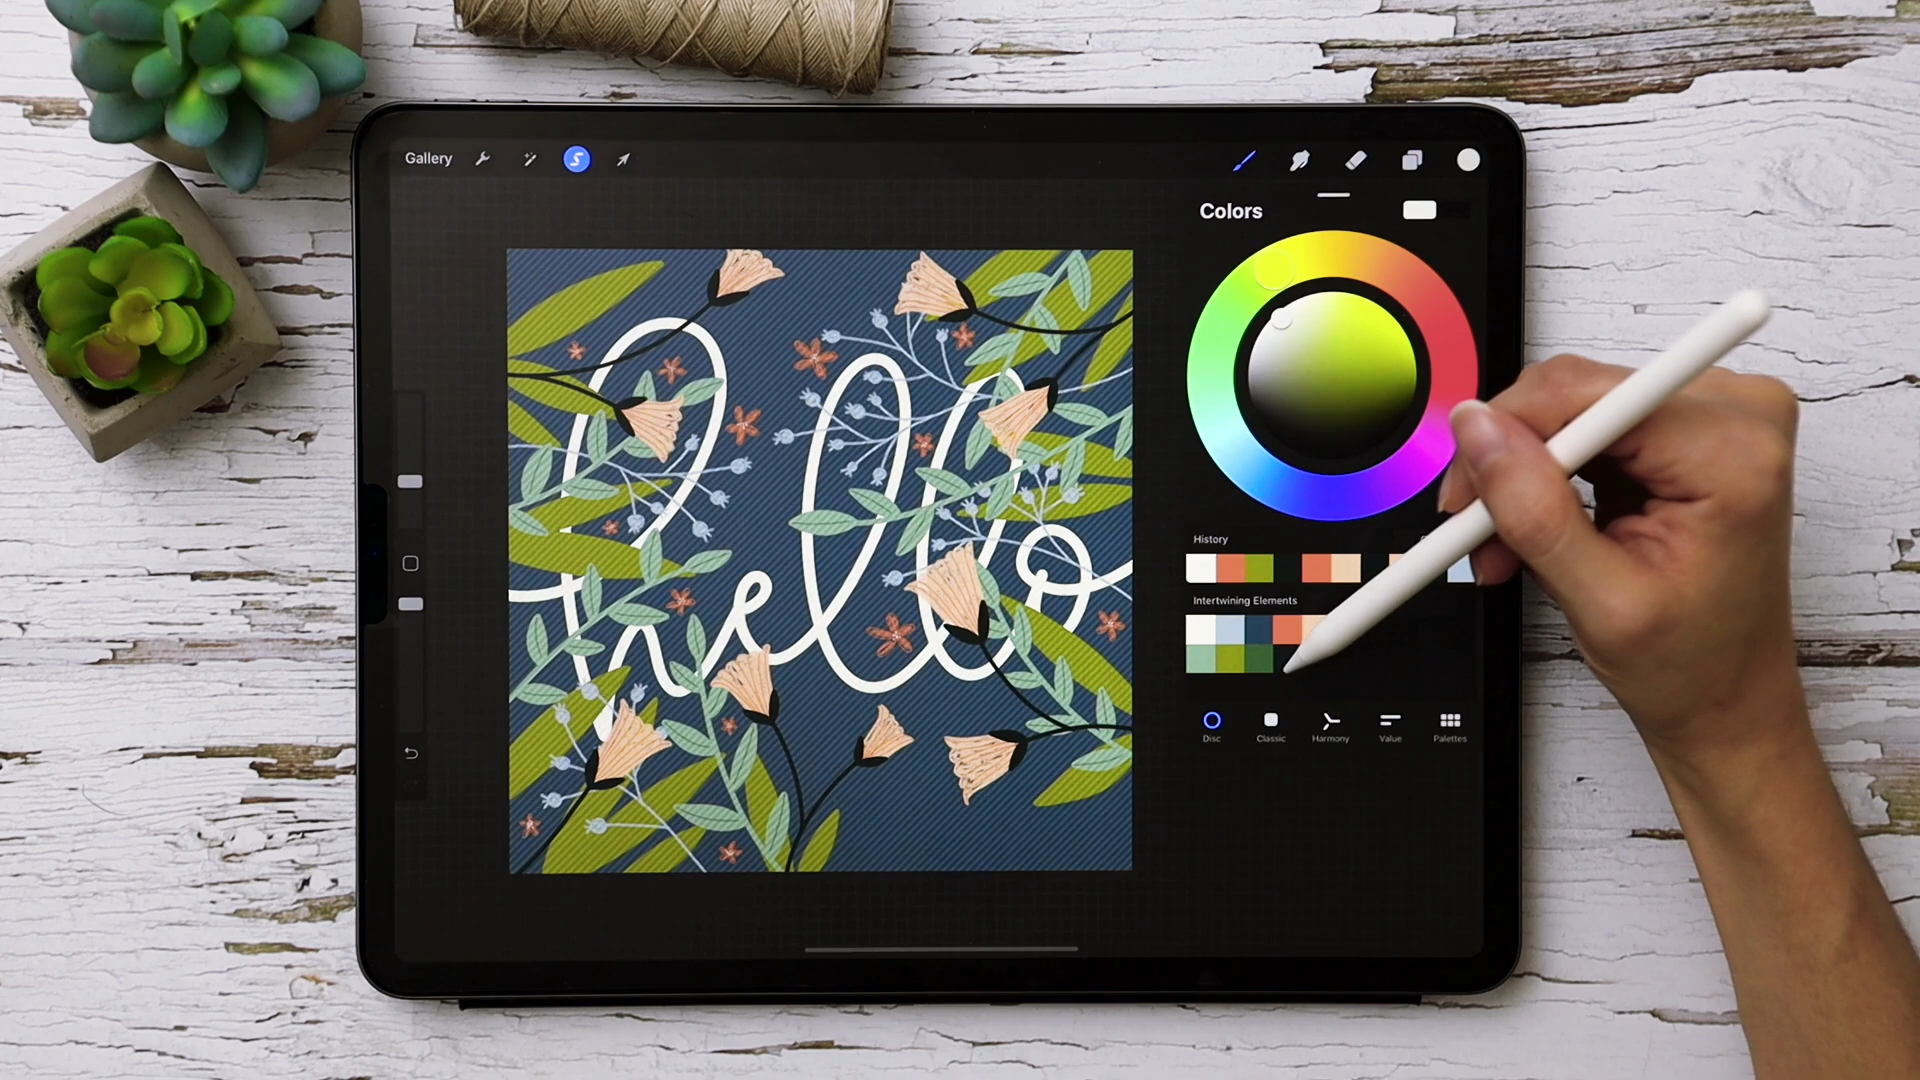 Gallery
Colors
hello
History
Intertwining Elements
Disc
Classic
Harmony
Value
Palettes